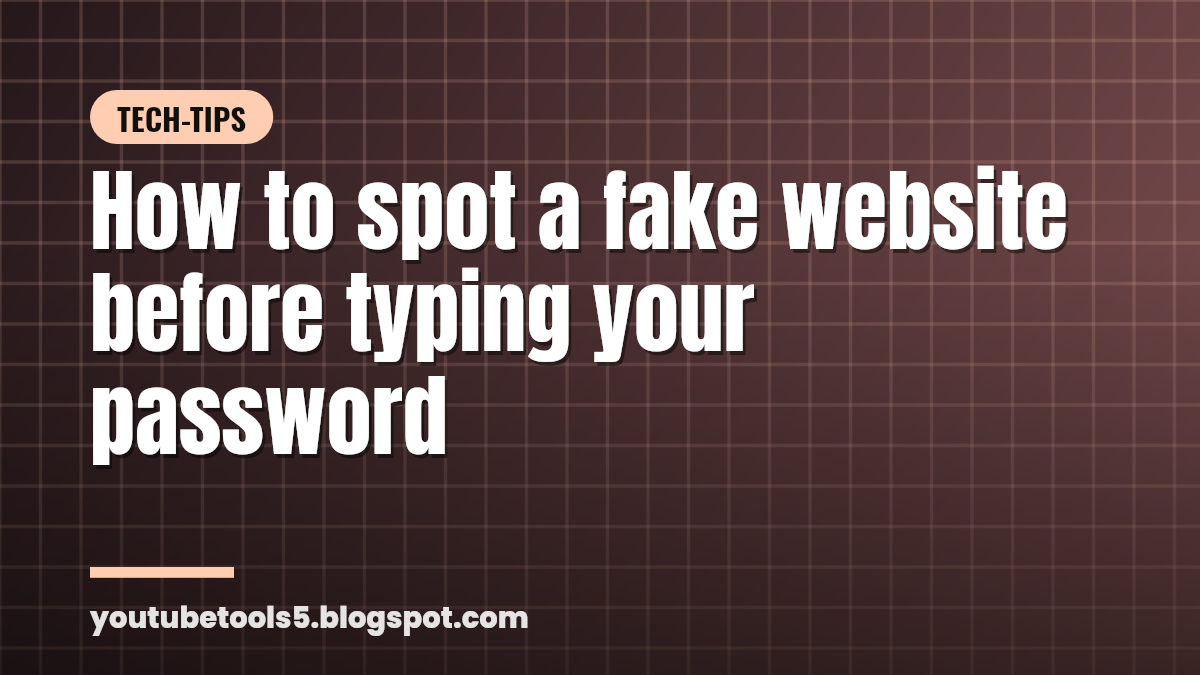 TECH-TIPS
How to spot a fake website
before typing your
password
youtubetools5.blogspot.com